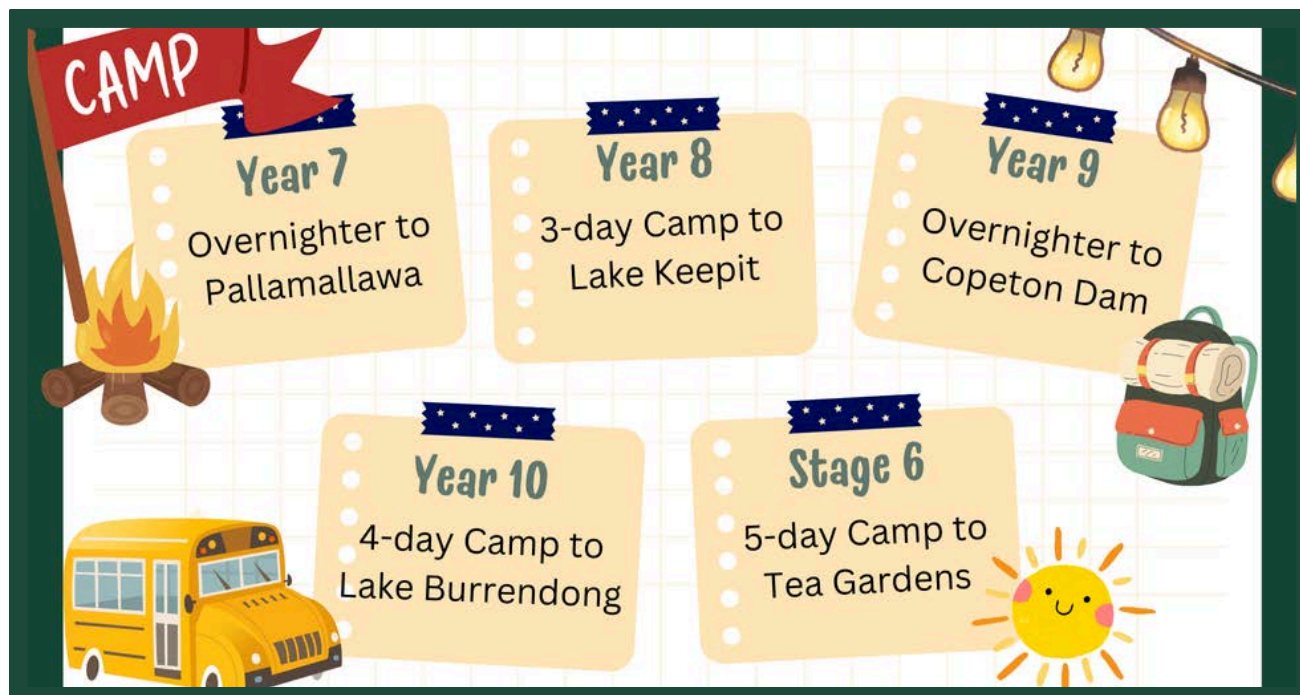 CAMP
Year 7
Overnighter to
Pallamallawa
Year 8
3-day Camp to
Lake Keepit
Year 9
Overnighter to
Copeton Dam
Year 10
4-day Camp to
Lake Burrendong
Stage 6
5-day Camp to
Tea Gardens